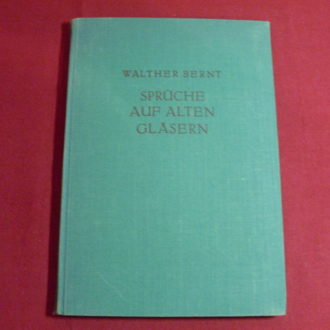 WALTHER BERNT
SPRÜCHE
AUF ALTEN
GLÄSERN